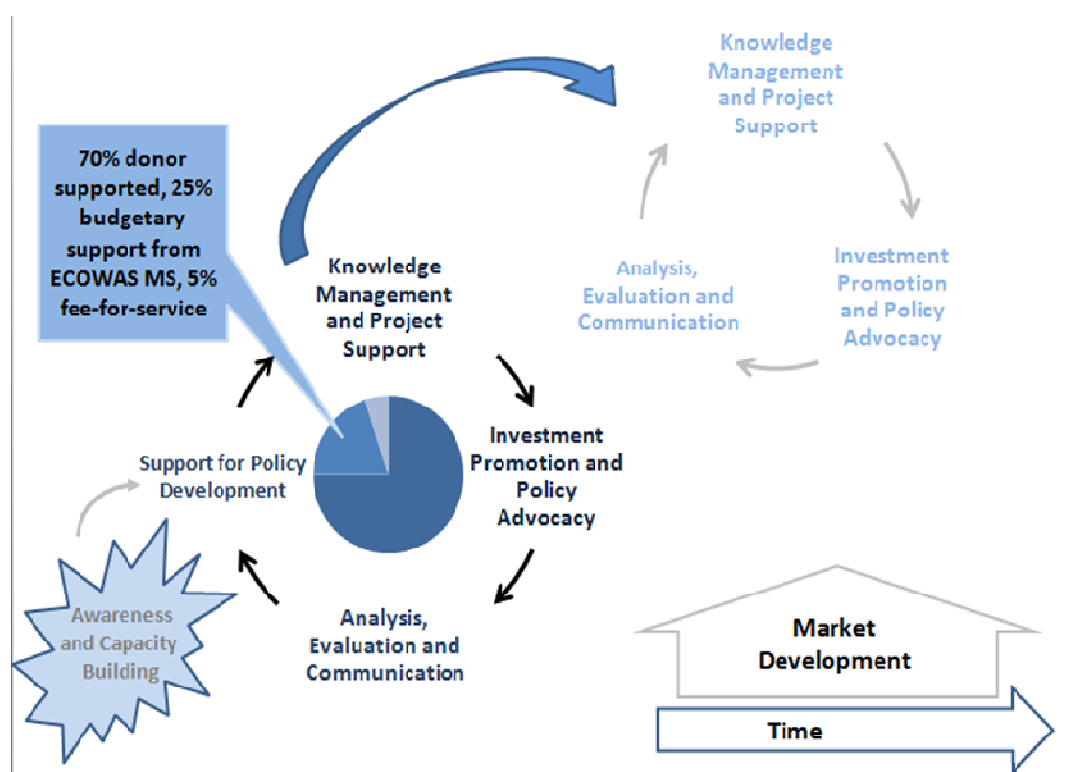 Knowledge
Management
and Project
Support
70% donor
supported, 25%
budgetary
support from
ECOWAS MS, 5%
fee-for-service
Knowledge
Management
and Project
Support
Analysis,
Evaluation and
Communication
Investment
Promotion
and Policy
Advocacy
Support for Policy
Development
Investment
Promotion and
Policy
Advocacy
Awareness
and Capacity
Building
Analysis,
Evaluation and
Communication
Market
Development
Time